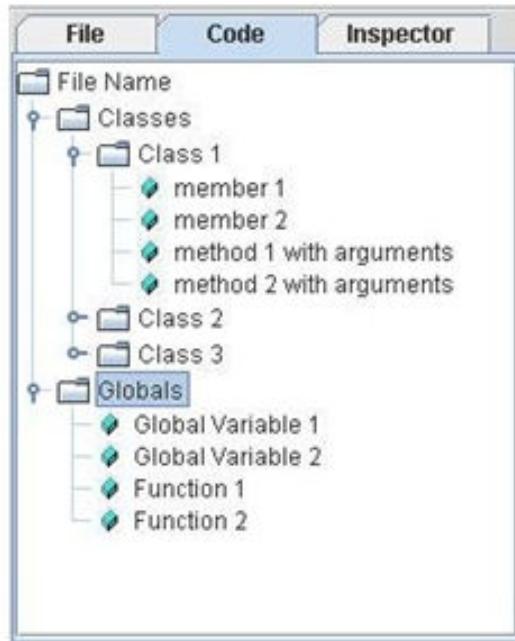 File Code Inspector
File Name
Classes
Class 1
member 1
member 2
method 1 with arguments
method 2 with arguments
Class 2
Class 3
Globals
Global Variable 1
Global Variable 2
Function 1
Function 2